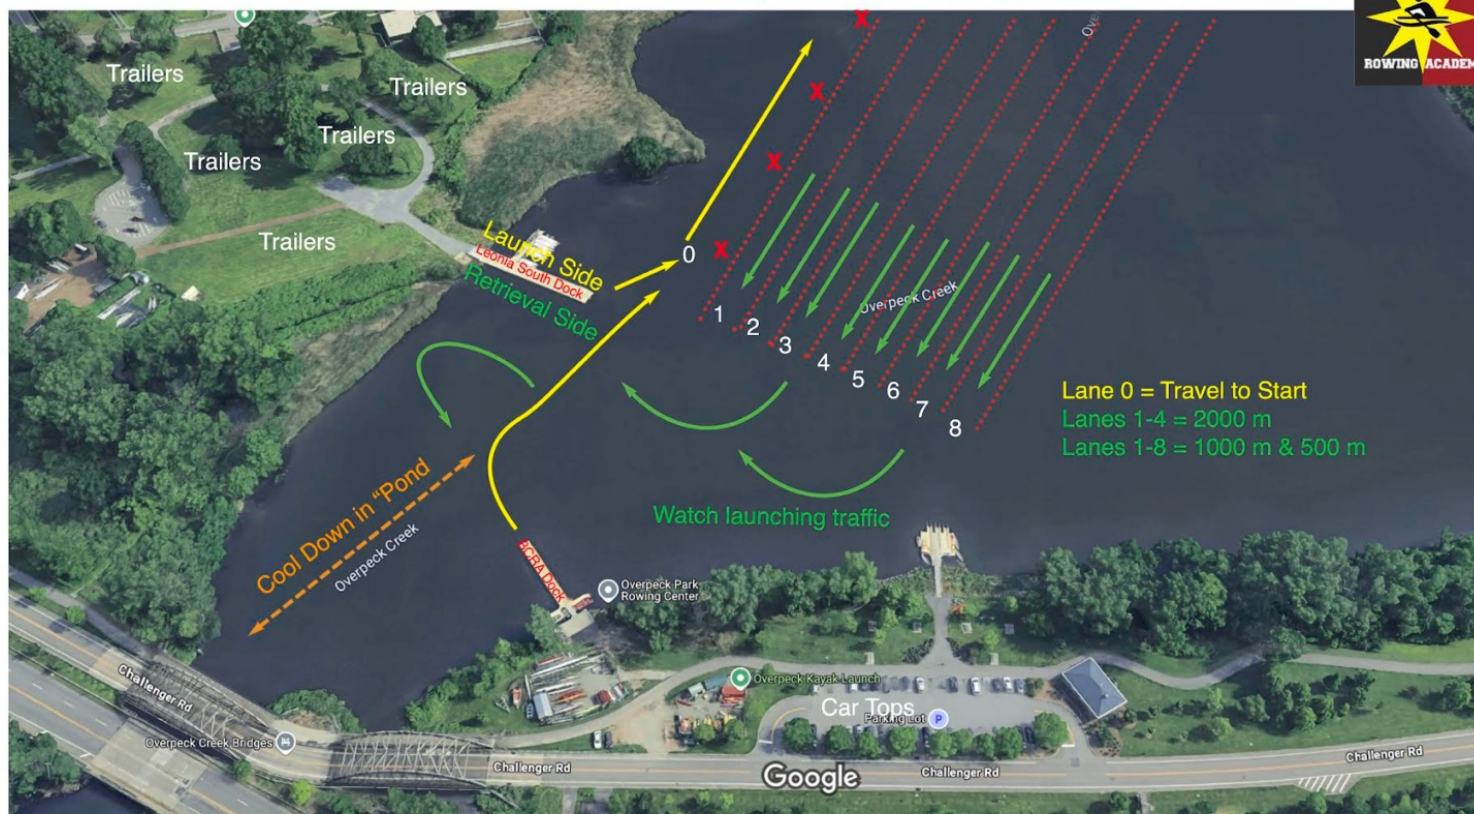 ROWING ACADEM
Trailers
Trailers
Trailers
Trailers
Trailers
Launch Side
Leonia South Dock
Retrieval Side
0
X
X
X
X
1
2
3
4
5
6
7
8
Ove
Overpeck Creek
Lane 0 = Travel to Start
Lanes 1-4 = 2000 m
Lanes 1-8 = 1000 m & 500 m
Cool Down in "Pond
Overpeck Creek
Watch launching traffic
BCRA Dock
Overpeck Park
Rowing Center
Overpeck Kayak Launch
Car Tops
Parking Lot
P
Challenger Rd
Overpeck Creek Bridges
Challenger Rd
Google
Challenger Rd
Challenger Rd